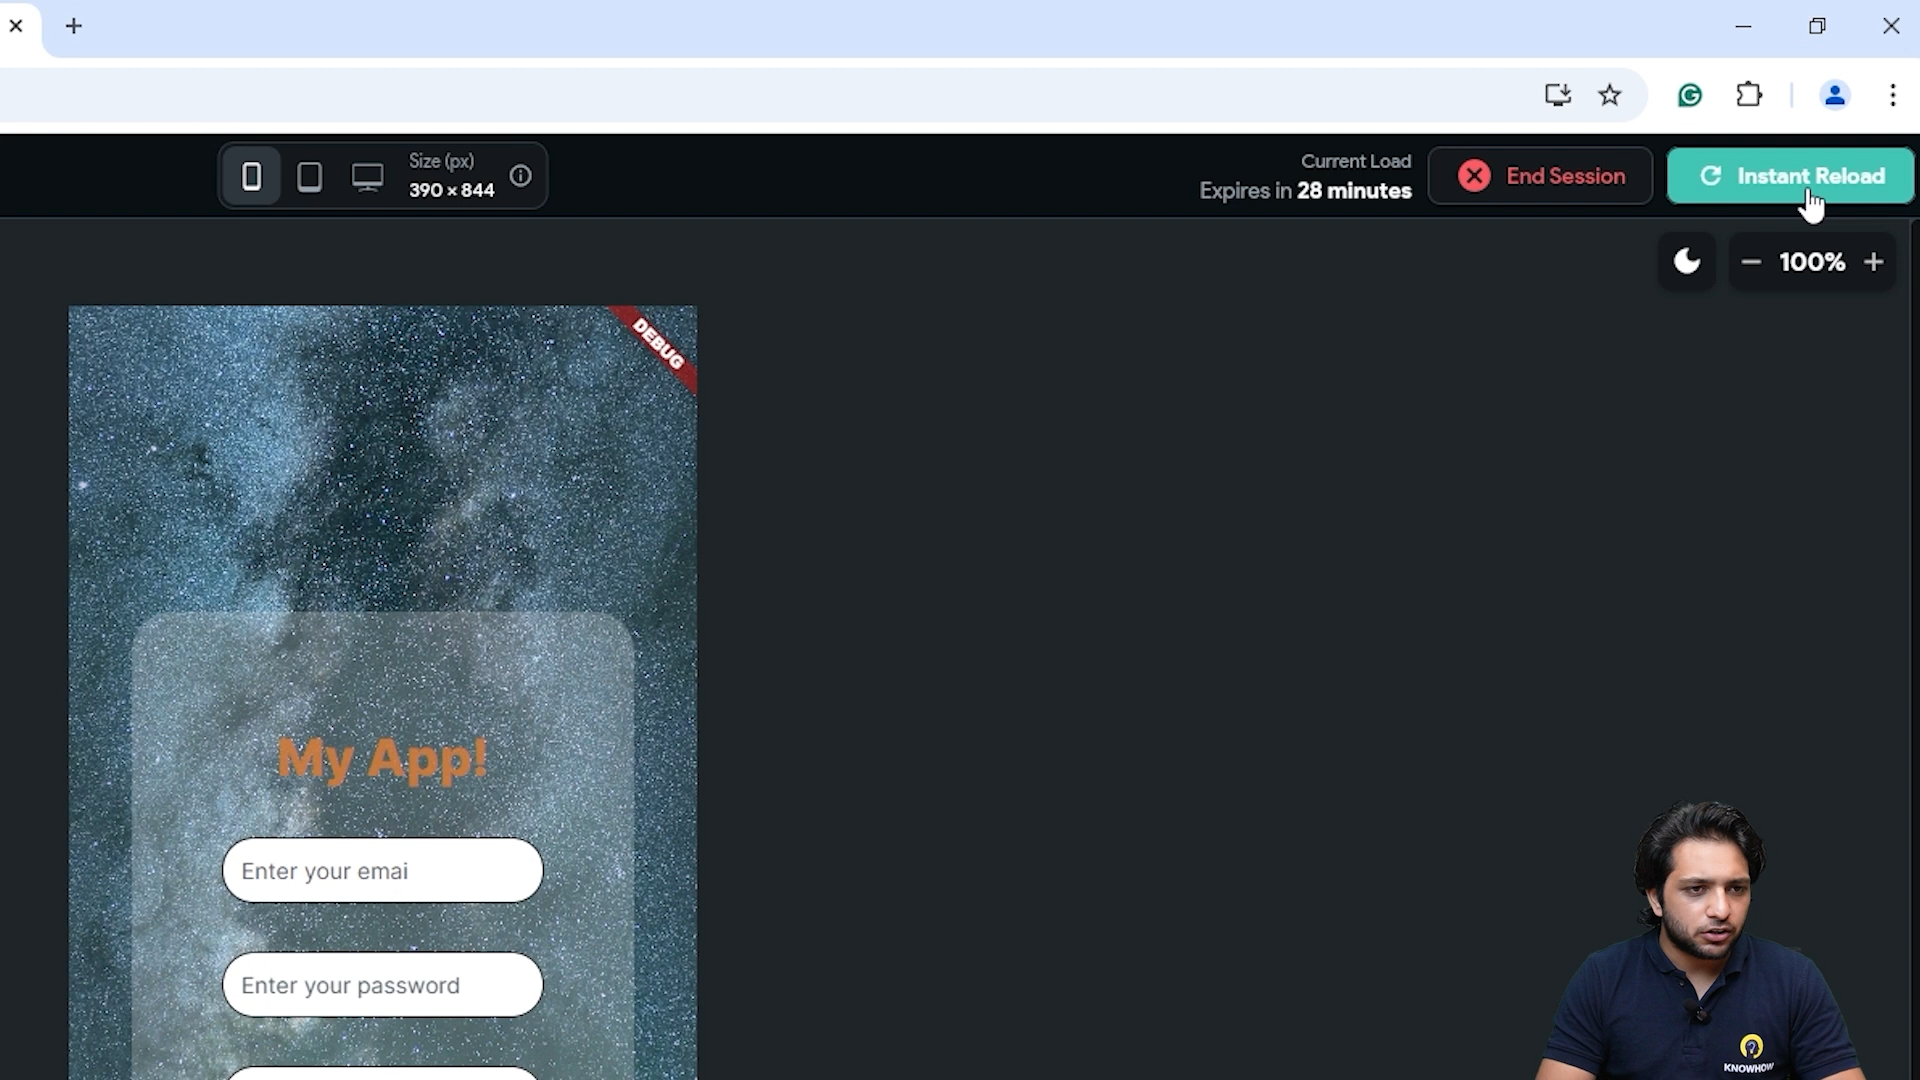 Size (px)
390 × 844
Current Load
Expires in 28 minutes
End Session
Instant Reload
100%
DEBUG
My App!
Enter your emai
Enter your password
KNOWHOW